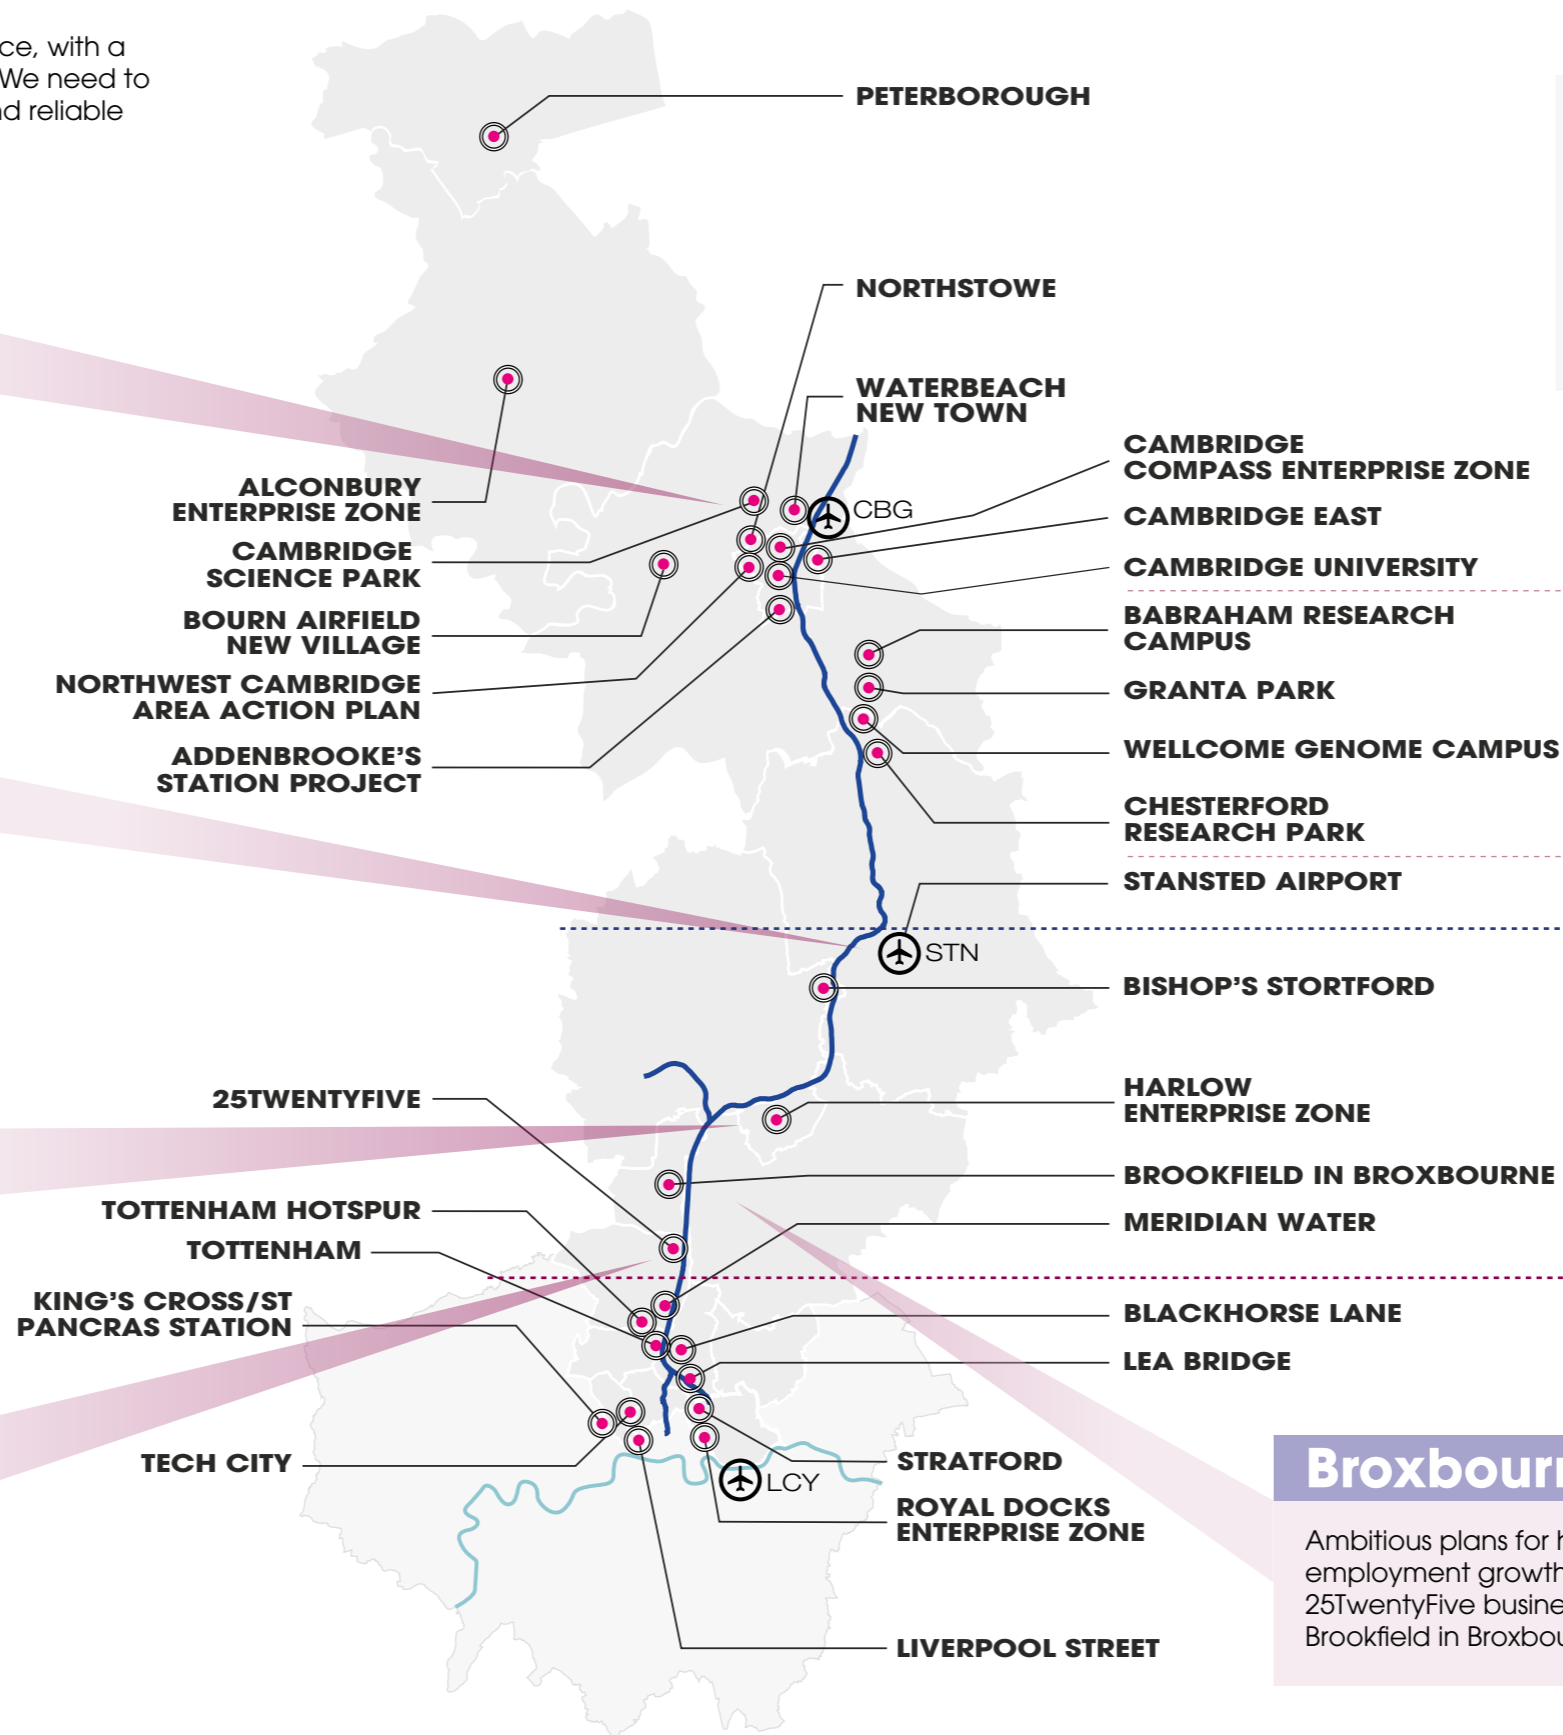 ce, with a
We need to
nd reliable
PETERBOROUGH
NORTHSTOWE
WATERBEACH
NEW TOWN
CAMBRIDGE
COMPASS ENTERPRISE ZONE
CBG
CAMBRIDGE EAST
CAMBRIDGE UNIVERSITY
BABRAHAM RESEARCH
CAMPUS
GRANTA PARK
WELLCOME GENOME CAMPUS
CHESTERFORD
RESEARCH PARK
STANSTED AIRPORT
STN
BISHOP'S STORTFORD
HARLOW
ENTERPRISE ZONE
BROOKFIELD IN BROXBOURNE
MERIDIAN WATER
BLACKHORSE LANE
LEA BRIDGE
STRATFORD
LCY
ROYAL DOCKS
ENTERPRISE ZONE
LIVERPOOL STREET
ALCONBURY
ENTERPRISE ZONE
CAMBRIDGE
SCIENCE PARK
BOURN AIRFIELD
NEW VILLAGE
NORTHWEST CAMBRIDGE
AREA ACTION PLAN
ADDENBROOKE'S
STATION PROJECT
25TWENTYFIVE
TOTTENHAM HOTSPUR
TOTTENHAM
KING'S CROSS/ST
PANCRAS STATION
TECH CITY
Broxbour
Ambitious plans for
employment growth
25TwentyFive busine
Brookfield in Broxbou